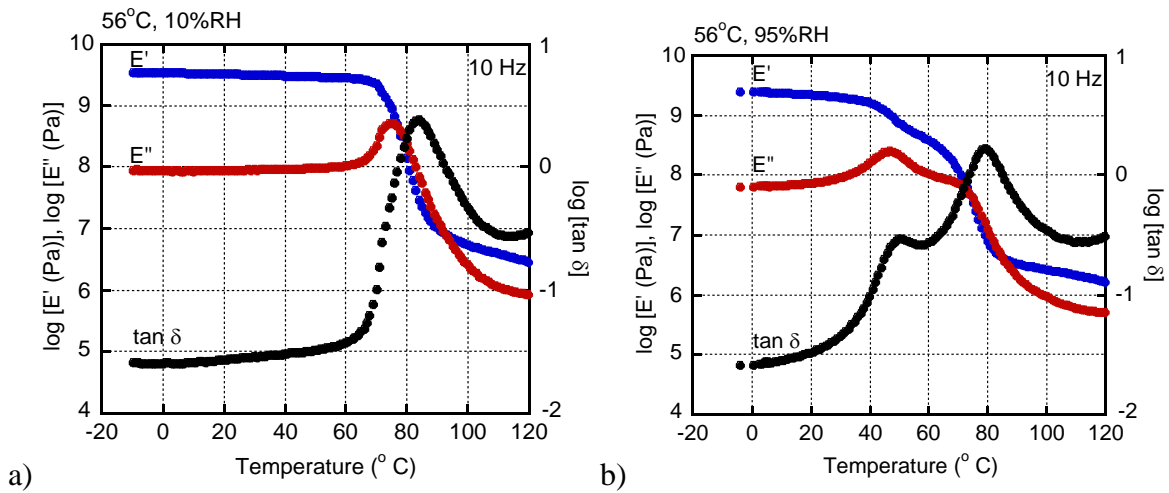 56°C, 10%RH
10
9
8
7
6
5
4
log [E' (Pa)], log [E" (Pa)]
E'
E"
tan δ
10 Hz
1
0
-1
-2
log [tan δ]
-20 0 20 40 60 80 100 120
Temperature (° C)
a)
56°C, 95%RH
10
9
8
7
6
5
4
log [E' (Pa)], log [E" (Pa)]
E'
E"
tan δ
10 Hz
1
0
-1
-2
log [tan δ]
-20 0 20 40 60 80 100 120
Temperature (° C)
b)